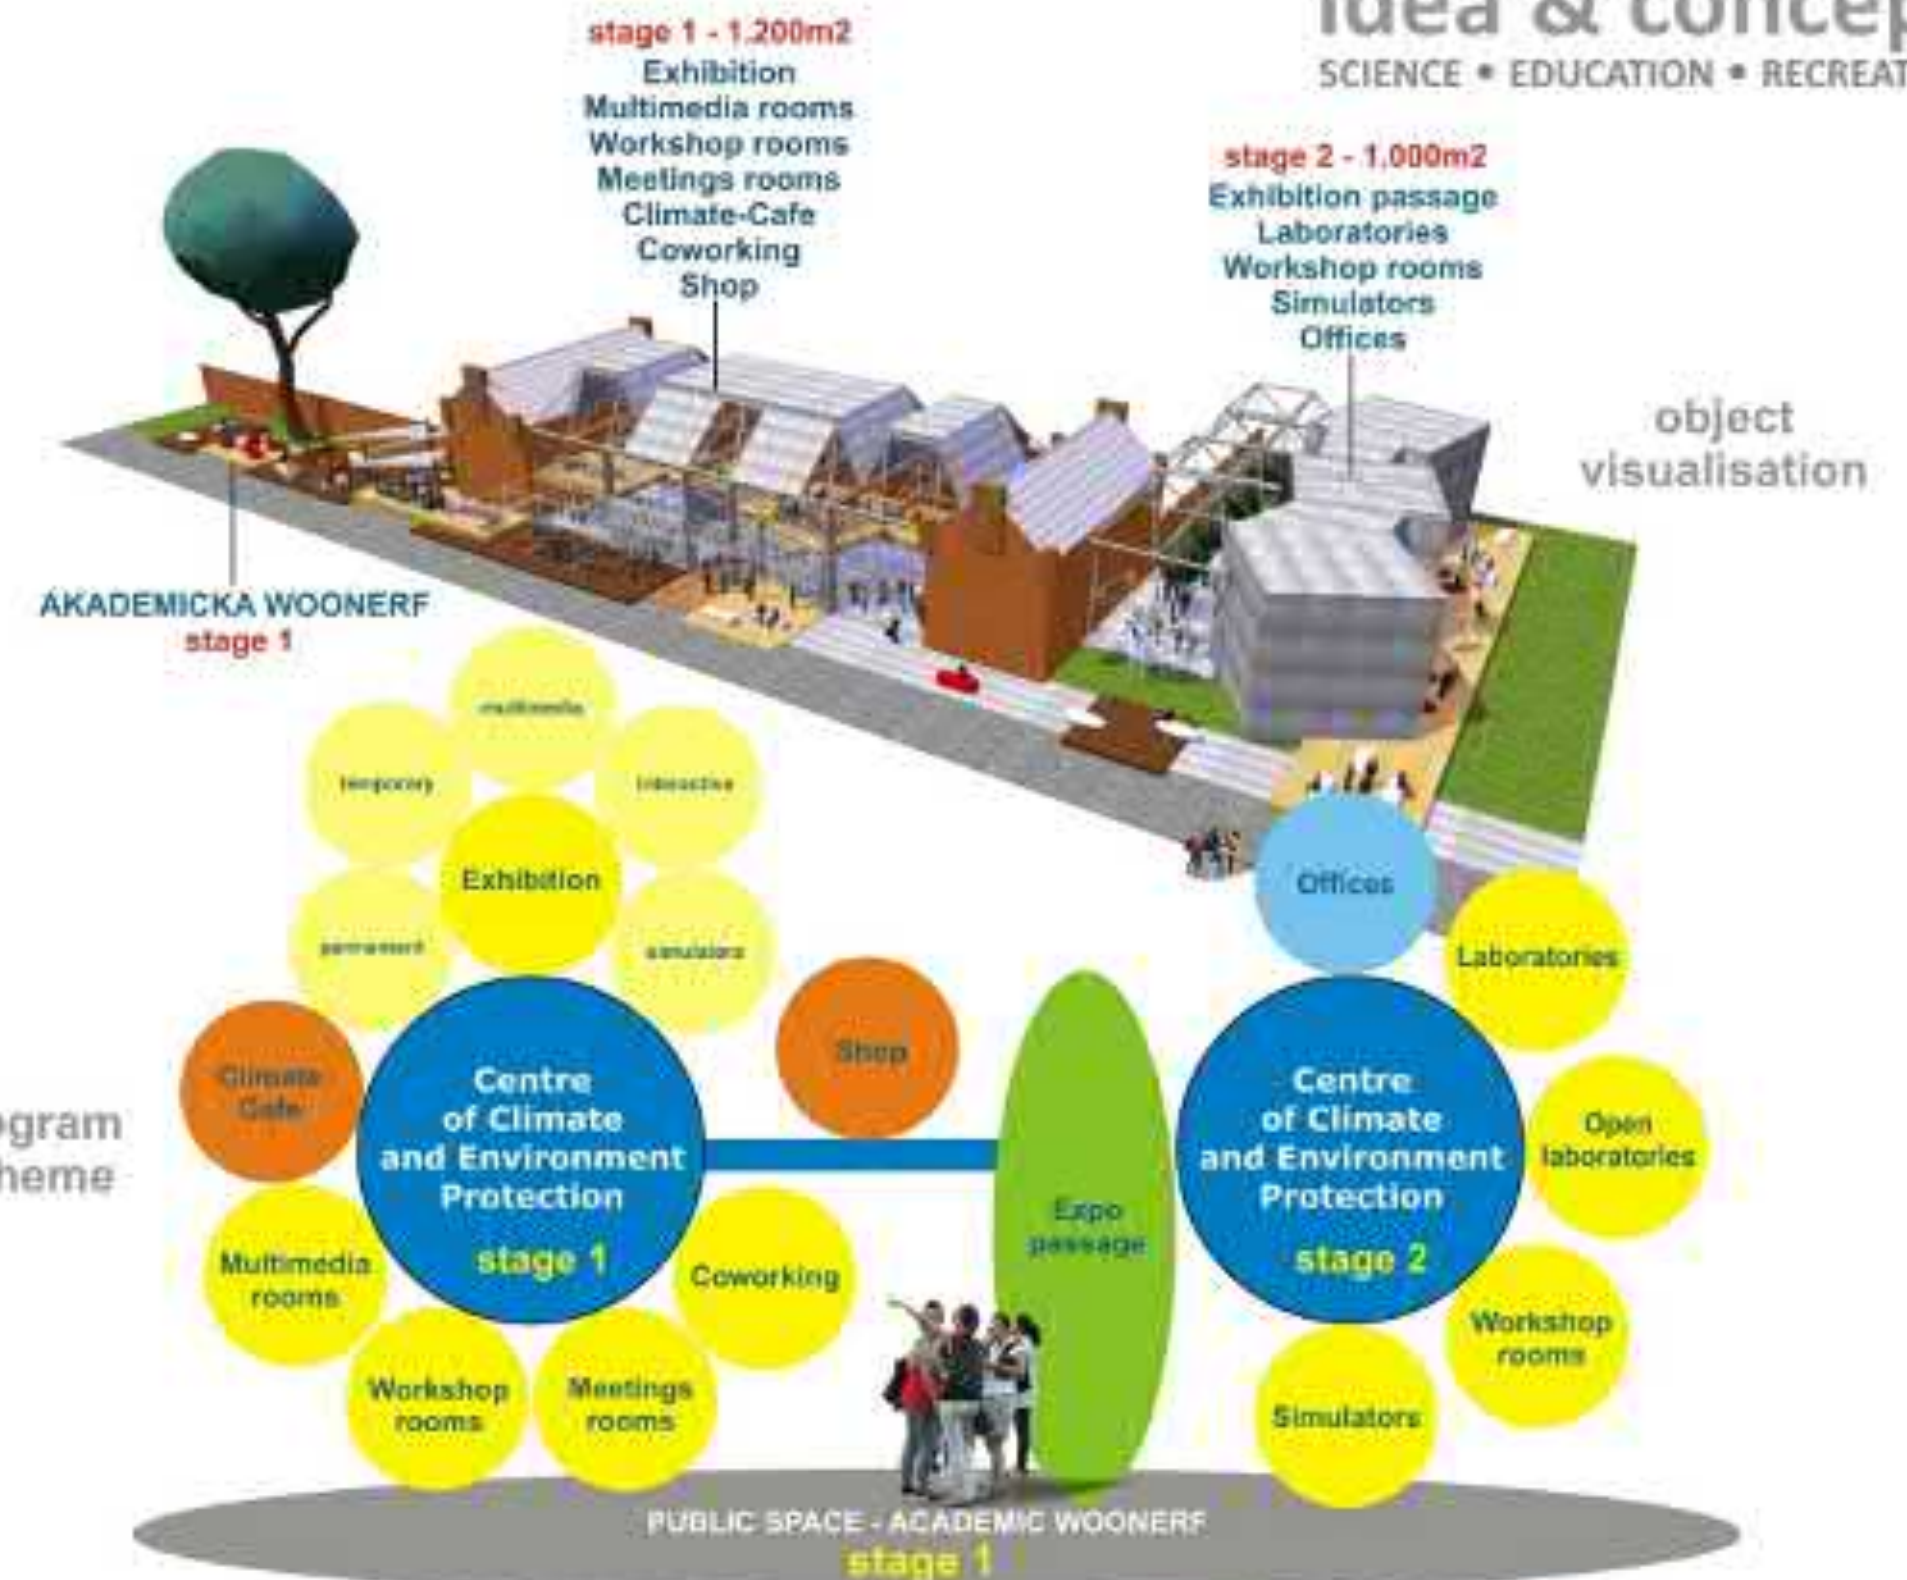 idea & concep
SCIENCE • EDUCATION • RECREAT
stage 1 - 1.200m2
Exhibition
Multimedia rooms
Workshop rooms
Meetings rooms
Climate-Cafe
Coworking
Shop
stage 2 - 1.000m2
Exhibition passage
Laboratories
Workshop rooms
Simulators
Offices
object
visualisation
AKADEMICKA WOONERF
stage 1
multimedia
temporary
interactive
Exhibition
permanent
simulators
Offices
Laboratories
Shop
Climate
Cafe
ogram
heme
Centre
of Climate
and Environment
Protection
stage 1
Centre
of Climate
and Environment
Protection
stage 2
Open
laboratories
Expo
passage
Multimedia
rooms
Coworking
Workshop
rooms
Workshop
rooms
Meetings
rooms
Simulators
PUBLIC SPACE - ACADEMIC WOONERF
stage 1